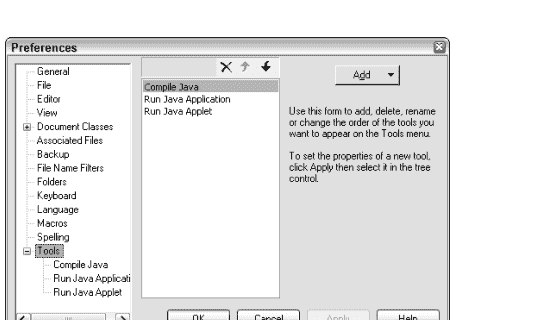 Preferences
General
File
Editor
View
Document Classes
Associated Files
Backup
File Name Filters
Folders
Keyboard
Language
Macros
Spelling
Tools
Compile Java
Run Java Applicati
Run Java Applet
Compile Java
Run Java Application
Run Java Applet
Add
Use this form to add, delete, rename
or change the order of the tools you
want to appear on the Tools menu.
To set the properties of a new tool,
click Apply then select it in the tree
control.
OK
Cancel
Apply
Help